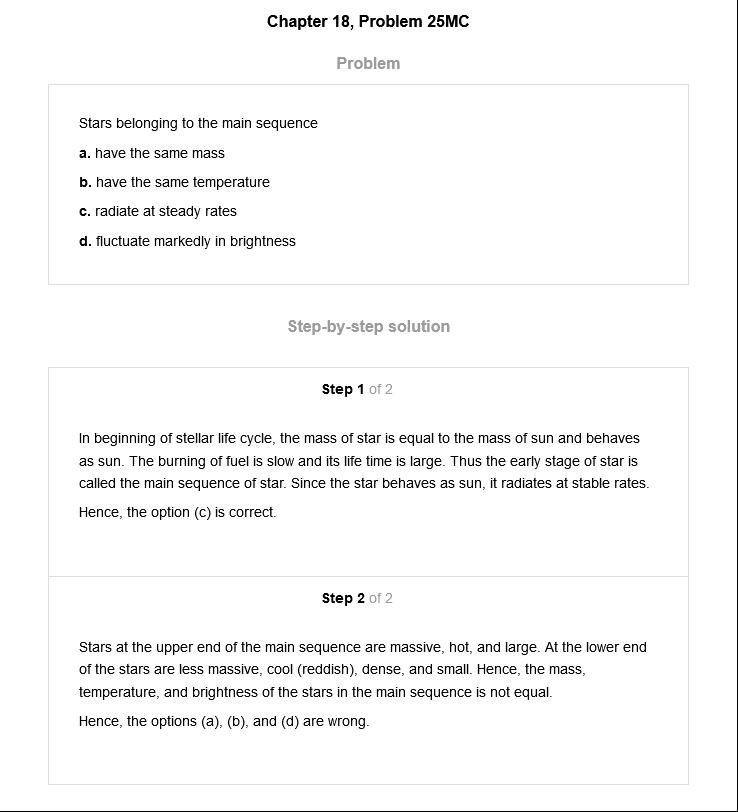 Chapter 18, Problem 25MC
Problem
Stars belonging to the main sequence
a. have the same mass
b. have the same temperature
c. radiate at steady rates
d. fluctuate markedly in brightness
Step-by-step solution
Step 1 of 2
In beginning of stellar life cycle, the mass of star is equal to the mass of sun and behaves
as sun. The burning of fuel is slow and its life time is large. Thus the early stage of star is
called the main sequence of star. Since the star behaves as sun, it radiates at stable rates.
Hence, the option (c) is correct.
Step 2 of 2
Stars at the upper end of the main sequence are massive, hot, and large. At the lower end
of the stars are less massive, cool (reddish), dense, and small. Hence, the mass,
temperature, and brightness of the stars in the main sequence is not equal.
Hence, the options (a), (b), and (d) are wrong.